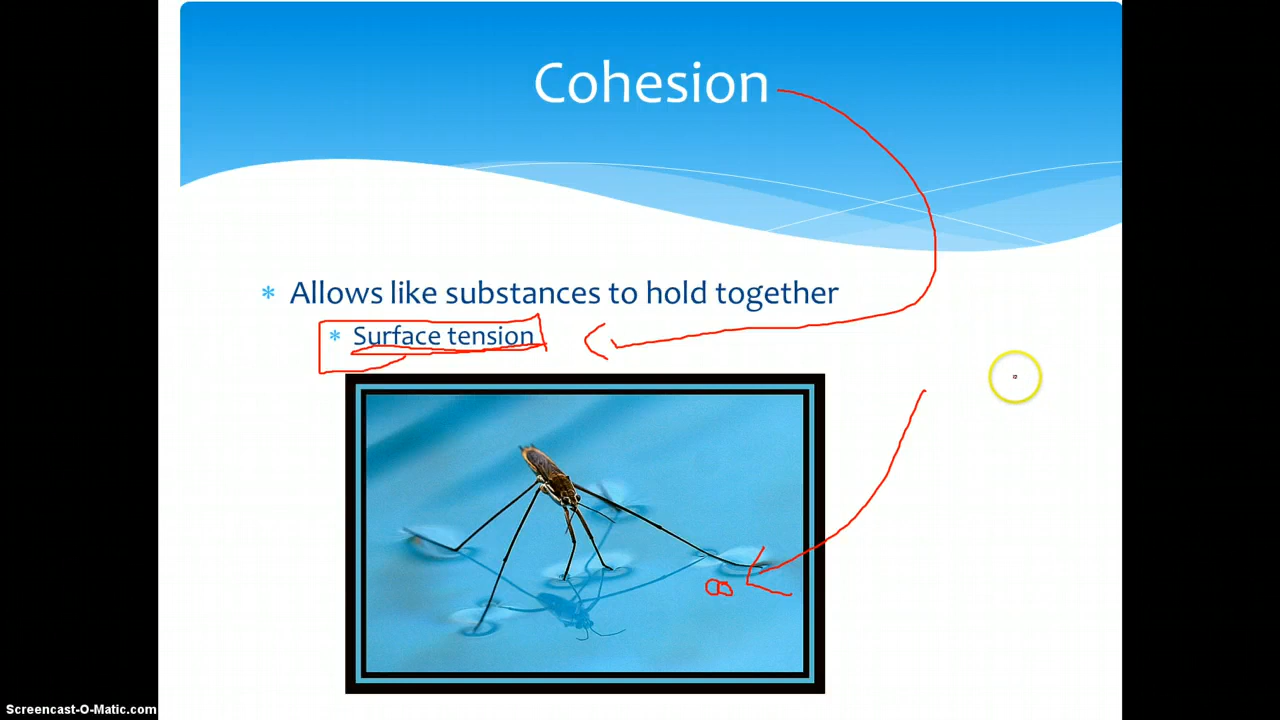 Cohesion
* Allows like substances to hold together
* Surface tension
Screencast-O-Matic.com